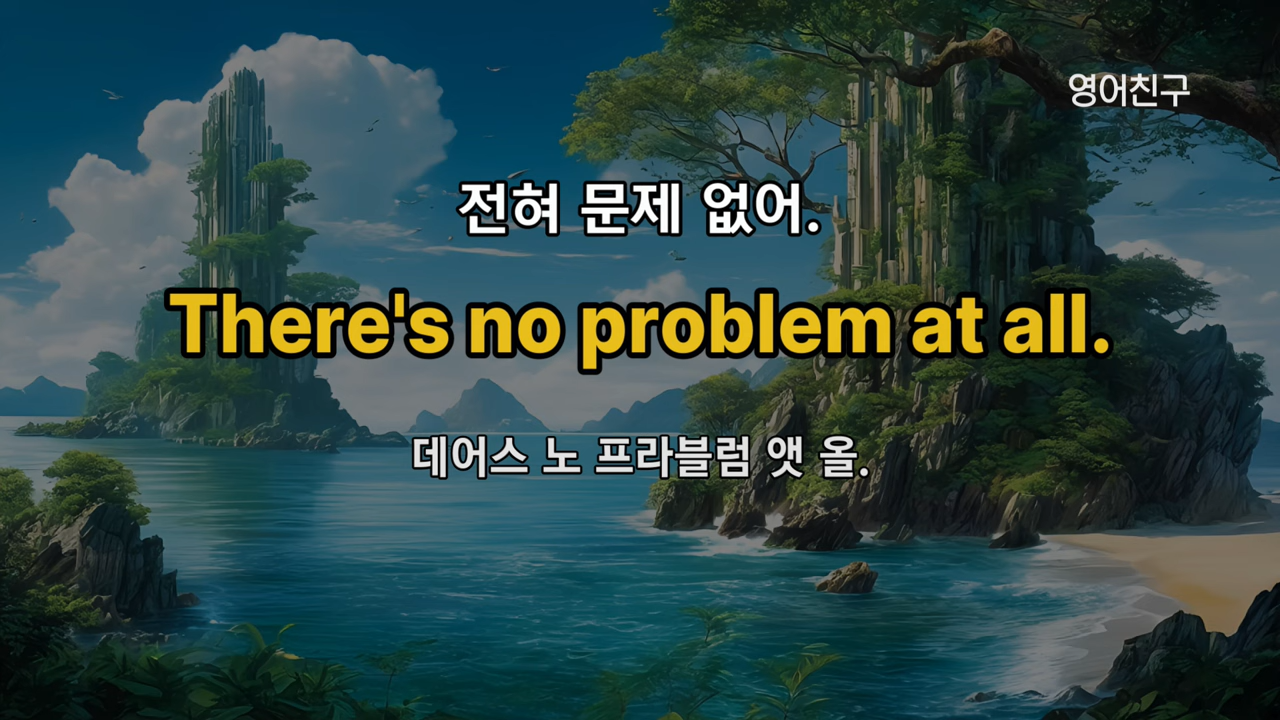 영어친구
전혀 문제 없어.
There's no problem at all.
데어스 노 프라블럼 앳 올.